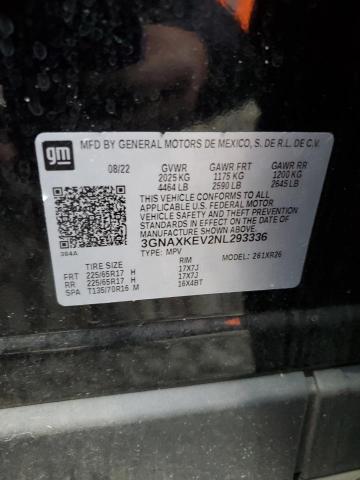 gm
MFD BY GENERAL MOTORS DE MEXICO, S. DE R.L. DE C.V.
08/22 GVWR GAWR FRT GAWR RR
2025 KG 1175 KG 1200 KG
4464 LB 2590 LB 2645 LB
THIS VEHICLE CONFORMS TO ALL APPLICABLE
U.S. FEDERAL MOTOR VEHICLE SAFETY, BUMPER, AND
THEFT PREVENTION STANDARDS IN
EFFECT ON THE DATE OF
MANUFACTURE SHOWN ABOVE.
3GNAXKEV2NL293336
384A TYPE: MPV MODEL: 261XR26
TIRE SIZE RIM
FRT 225/65R17 H 17X7J
RR 225/65R17 H 17X7J
SPA T135/70R16 M 16X4BT